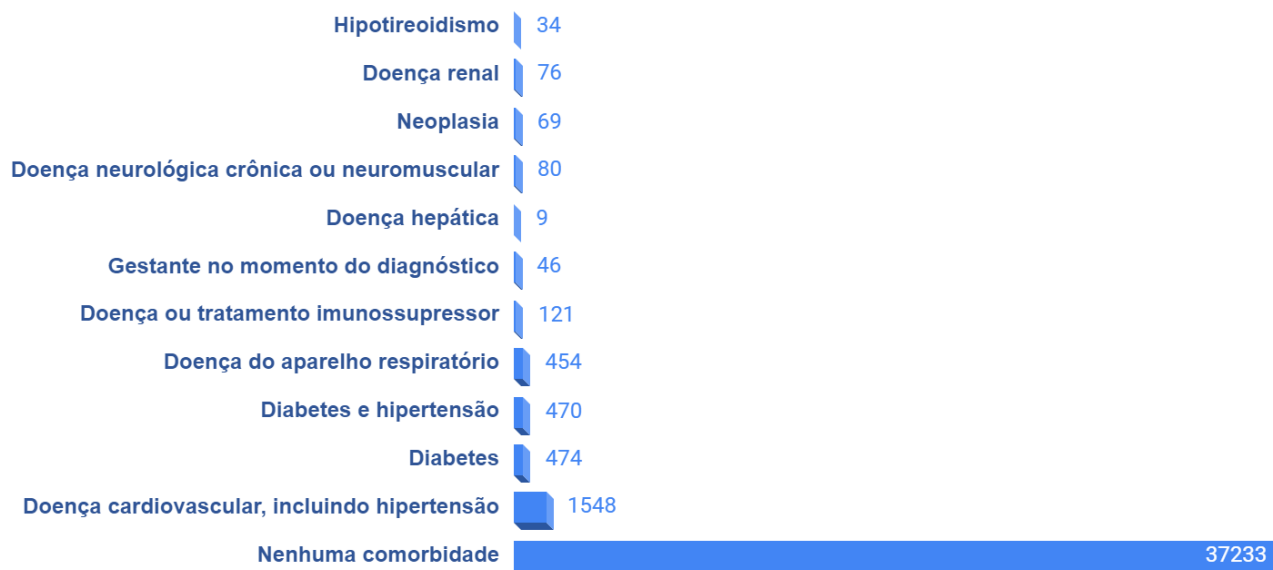 Hipotireoidismo 34
Doença renal 76
Neoplasia 69
Doença neurológica crônica ou neuromuscular 80
Doença hepática 9
Gestante no momento do diagnóstico 46
Doença ou tratamento imunossupressor 121
Doença do aparelho respiratório 454
Diabetes e hipertensão 470
Diabetes 474
Doença cardiovascular, incluindo hipertensão 1548
Nenhuma comorbidade 37233